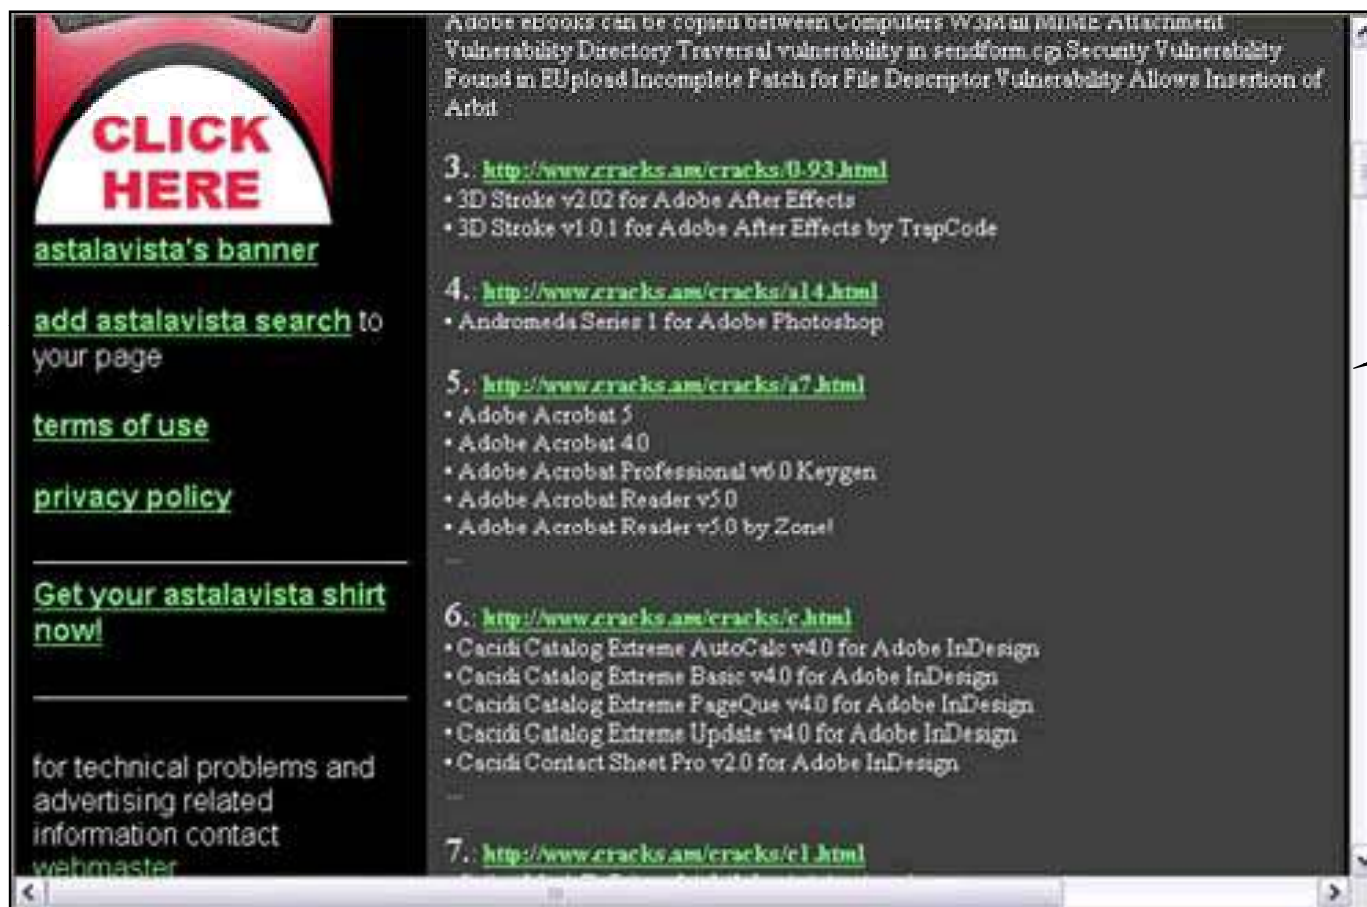 CLICK
HERE
astalavista's banner
add astalavista search to
your page
terms of use
privacy policy
Get your astalavista shirt
now!
for technical problems and
advertising related
information contact
webmaster
Adobe eBooks can be copied between Computers W3Mail MIME Attachment
Vulnerability Directory Traversal vulnerability in sendform.cgi Security Vulnerability
Found in EUpload Incomplete Patch for File Descriptor Vulnerability Allows Insertion of
Arbit
3.: http://www.cracks.am/cracks/0-93.html
• 3D Stroke v2.02 for Adobe After Effects
• 3D Stroke v1.0.1 for Adobe After Effects by TrapCode
4.: http://www.cracks.am/cracks/a14.html
• Andromeda Series 1 for Adobe Photoshop
5.: http://www.cracks.am/cracks/a7.html
• Adobe Acrobat 5
• Adobe Acrobat 4.0
• Adobe Acrobat Professional v6.0 Keygen
• Adobe Acrobat Reader v5.0
• Adobe Acrobat Reader v5.0 by Zone!
...
6.: http://www.cracks.am/cracks/c.html
• Cacidi Catalog Extreme AutoCalc v4.0 for Adobe InDesign
• Cacidi Catalog Extreme Basic v4.0 for Adobe InDesign
• Cacidi Catalog Extreme PageQue v4.0 for Adobe InDesign
• Cacidi Catalog Extreme Update v4.0 for Adobe InDesign
• Cacidi Contact Sheet Pro v2.0 for Adobe InDesign
...
7.: http://www.cracks.am/cracks/c1.html